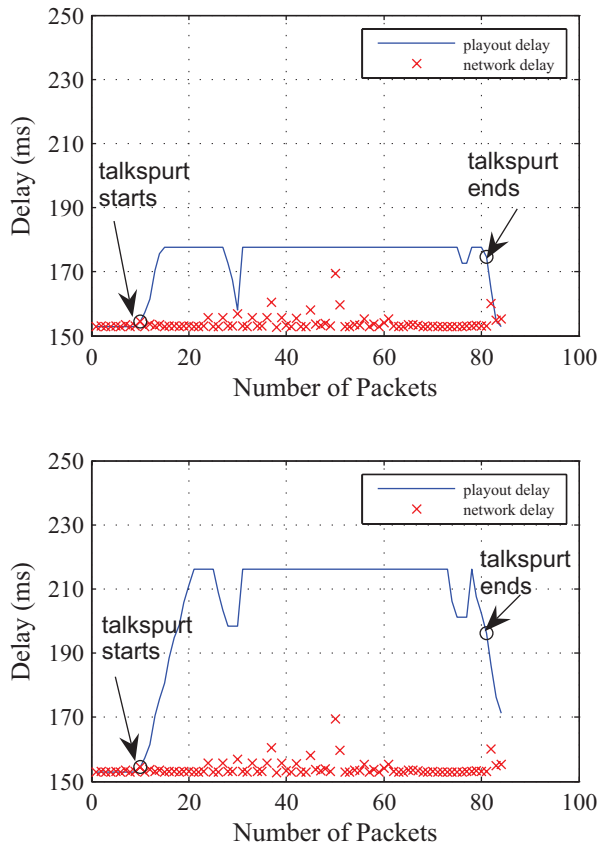 250
230
210
190
170
150
Delay (ms)
playout delay
network delay
talkspurt
starts
talkspurt
ends
0
20
40
60
80
100
Number of Packets
250
230
210
190
170
150
Delay (ms)
playout delay
network delay
talkspurt
starts
talkspurt
ends
0
20
40
60
80
100
Number of Packets